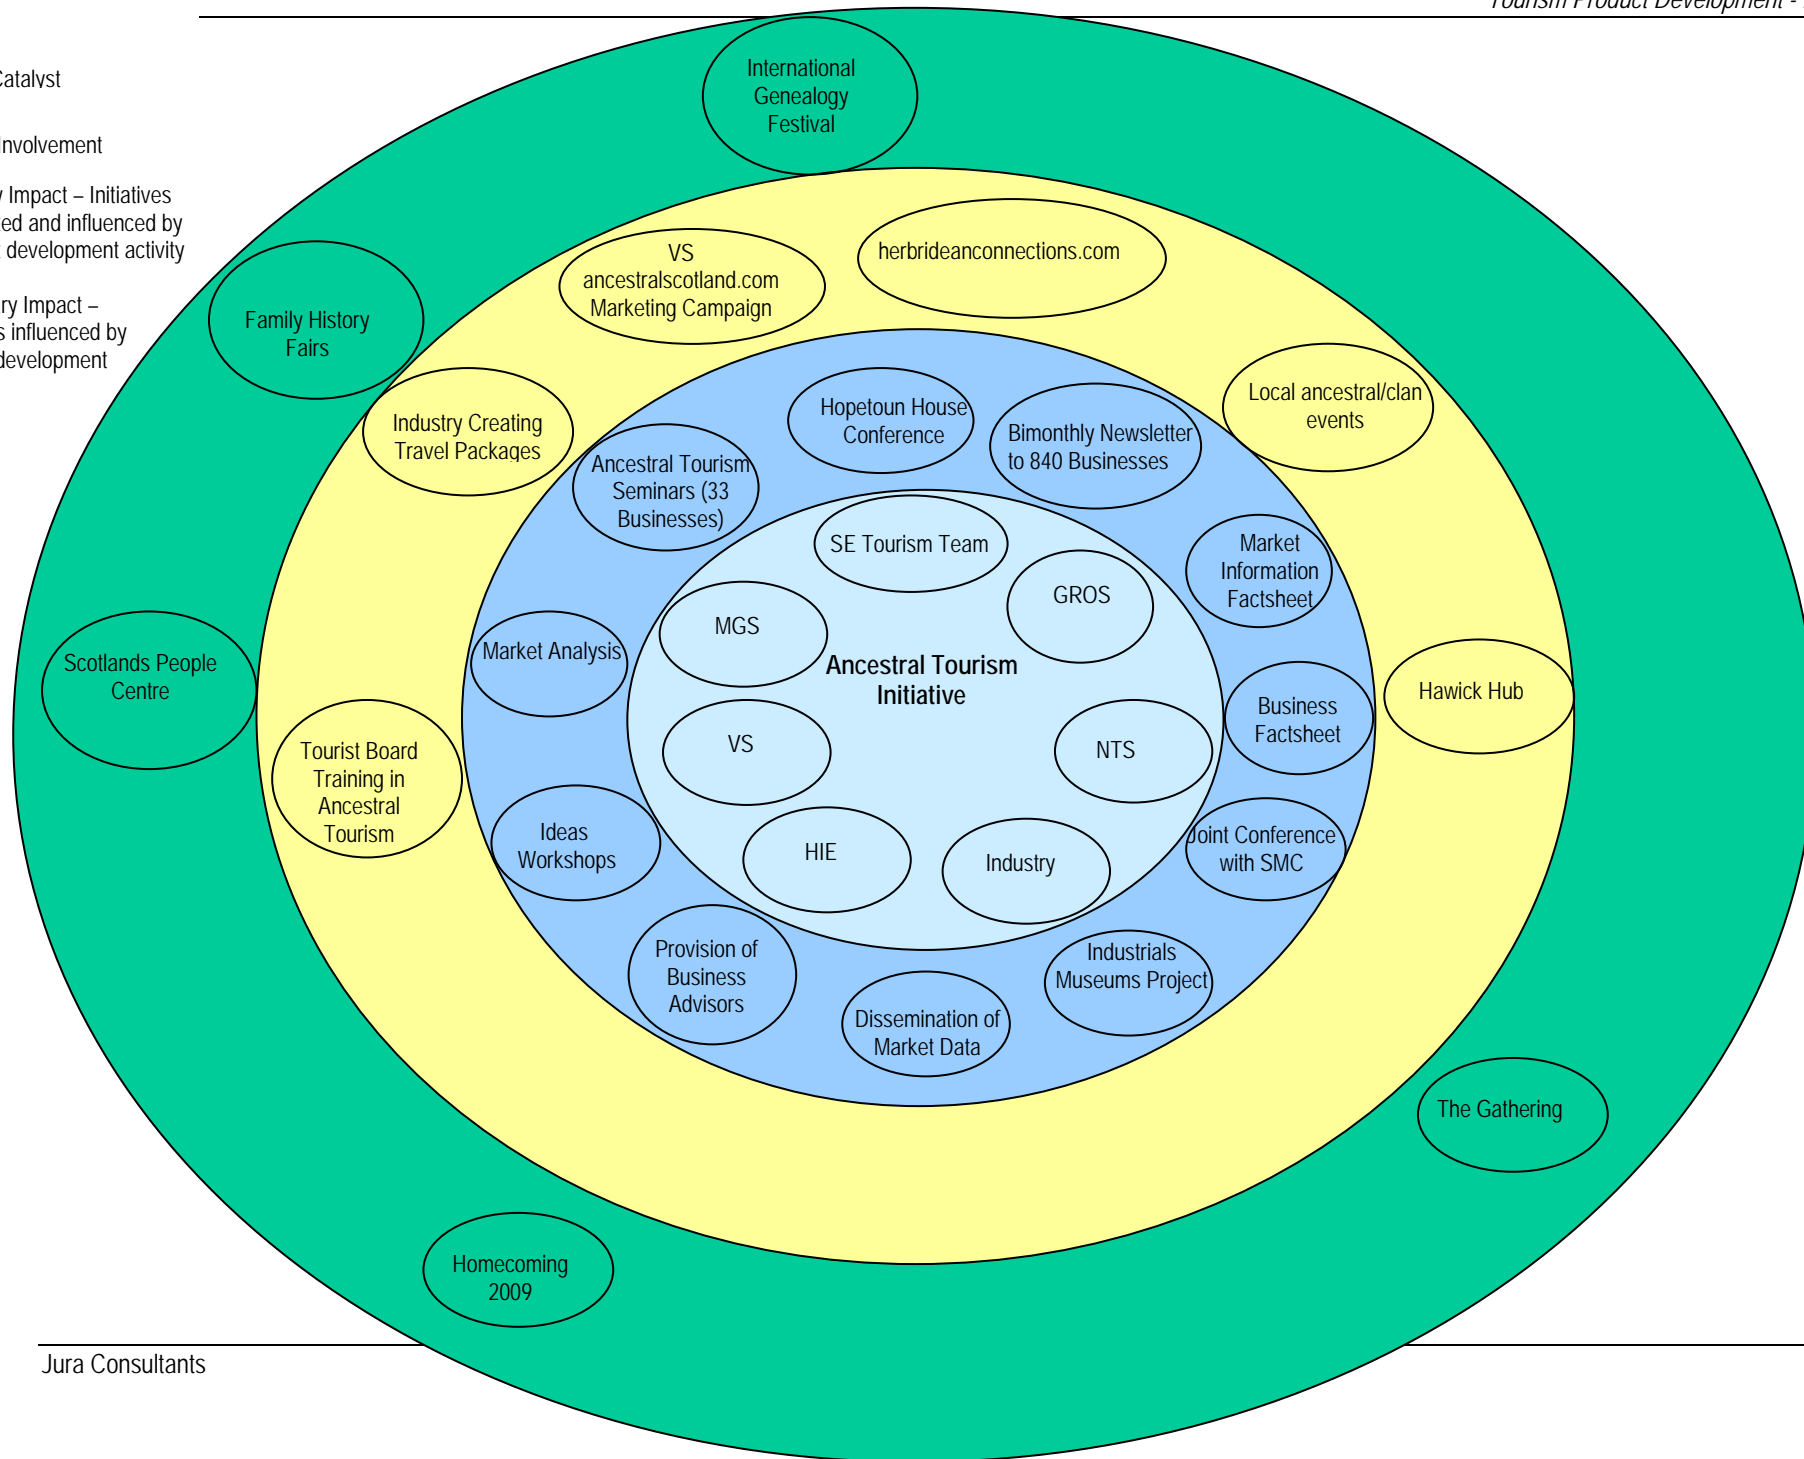 Tourism Product Development -
Catalyst
Involvement
Impact – Initiatives
and influenced by
development activity
Impact –
influenced by
development
International
Genealogy
Festival
VS
ancestralscotland.com
Marketing Campaign
herbrideanconnections.com
Family History
Fairs
Industry Creating
Travel Packages
Local ancestral/clan
events
Hopetoun House
Conference
Bimonthly Newsletter
to 840 Businesses
Ancestral Tourism
Seminars (33
Businesses)
SE Tourism Team
Market
Information
Factsheet
GROS
MGS
Market Analysis
Ancestral Tourism
Initiative
Scotlands People
Centre
Hawick Hub
Business
Factsheet
VS
NTS
Tourist Board
Training in
Ancestral
Tourism
Ideas
Workshops
HIE
Industry
Joint Conference
with SMC
Provision of
Business
Advisors
Industrials
Museums Project
Dissemination of
Market Data
The Gathering
Homecoming
2009
Jura Consultants